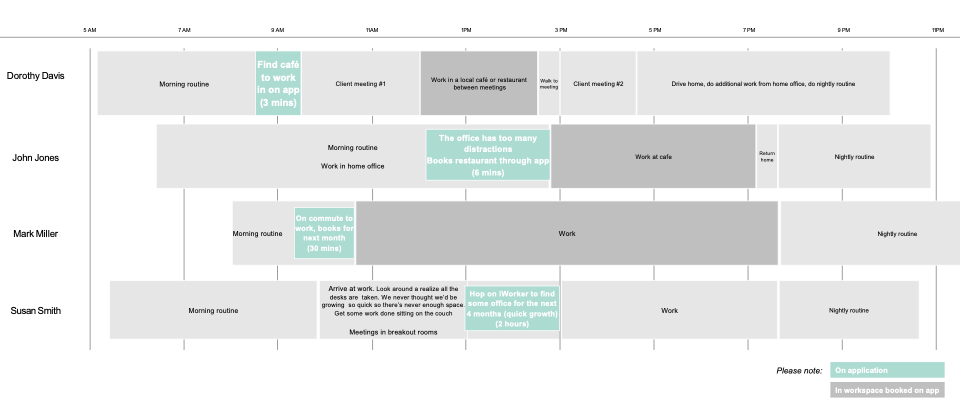 5 AM 7 AM 9 AM 11AM 1PM 3 PM 5 PM 7 PM 9 PM 11PM
Dorothy Davis
Morning routine
Find café
to work
in on app
(3 mins)
Client meeting #1
Work in a local café or restaurant
between meetings
Walk to
meeting
Client meeting #2
Drive home, do additional work from home office, do nightly routine
John Jones
Morning routine
Work in home office
The office has too many
distractions
Books restaurant through app
(6 mins)
Work at cafe
Return
home
Nightly routine
Mark Miller
Morning routine
On commute to
work, books for
next month
(30 mins)
Work
Nightly routine
Susan Smith
Morning routine
Arrive at work. Look around a realize all the
desks are taken. We never thought we'd be
growing so quick so there's never enough space.
Get some work done sitting on the couch
Meetings in breakout rooms
Hop on IWorker to find
some office for the next
4 months (quick growth)
(2 hours)
Work
Nightly routine
Please note:
On application
In workspace booked on app